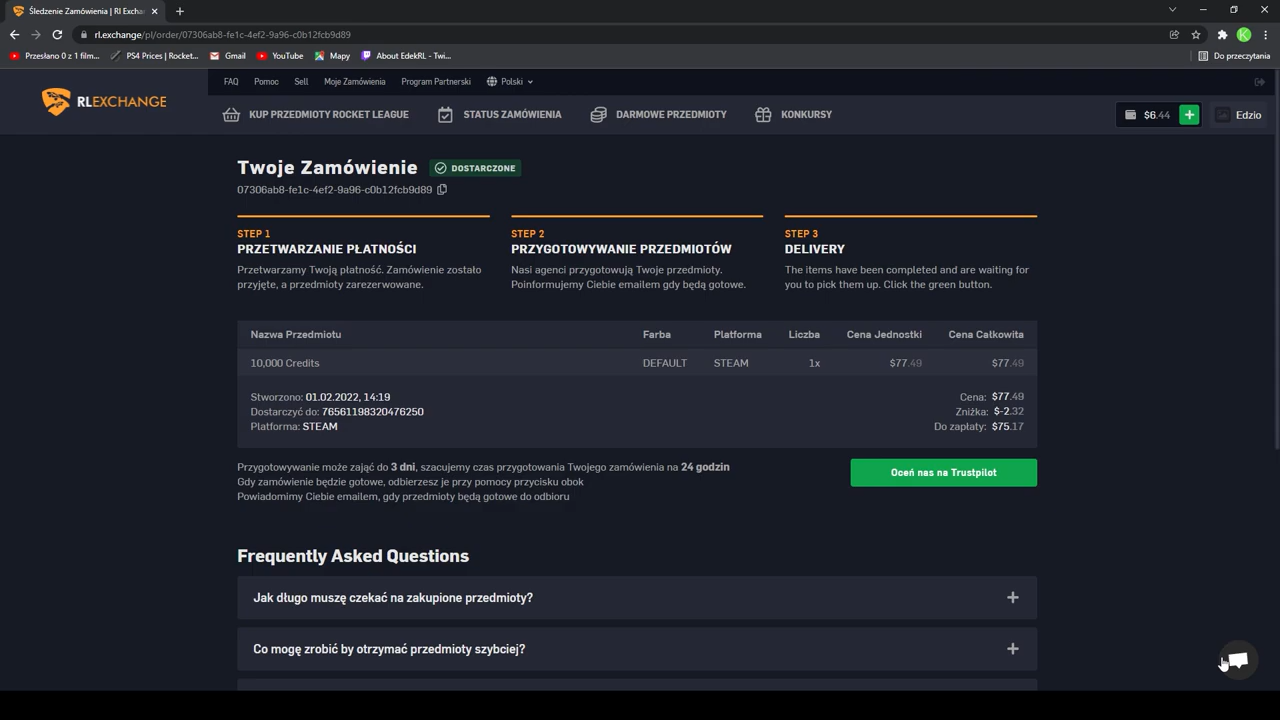 Śledzenie Zamówienia | Rl Excha
rl.exchange/pl/order/07306ab8-fe1c-4ef2-9a96-c0b12fcb9d89
Przesłano 0 z 1 film...
PS4 Prices | Rocket...
Gmail
YouTube
Mapy
About EdekRL - Twi...
Do przeczytania
K
FAQ
Pomoc
Sell
Moje Zamówienia
Program Partnerski
Polski
RLEXCHANGE
KUP PRZEDMIOTY ROCKET LEAGUE
STATUS ZAMÓWIENIA
DARMOWE PRZEDMIOTY
KONKURSY
$6.44
Edzio
Twoje Zamówienie
DOSTARCZONE
07306ab8-fe1c-4ef2-9a96-c0b12fcb9d89
STEP 1
PRZETWARZANIE PŁATNOŚCI
Przetwarzamy Twoją płatność. Zamówienie zostało
przyjęte, a przedmioty zarezerwowane.
STEP 2
PRZYGOTOWYWANIE PRZEDMIOTÓW
Nasi agenci przygotowują Twoje przedmioty.
Poinformujemy Ciebie emailem gdy będą gotowe.
STEP 3
DELIVERY
The items have been completed and are waiting for
you to pick them up. Click the green button.
Nazwa Przedmiotu Farba Platforma Liczba Cena Jednostki Cena Całkowita
10,000 Credits DEFAULT STEAM 1x $77.49 $77.49
Stworzono: 01.02.2022, 14:19
Dostarczyć do: 76561198320476250
Platforma: STEAM
Cena: $77.49
Zniżka: $-2.32
Do zapłaty: $75.17
Przygotowywanie może zająć do 3 dni, szacujemy czas przygotowania Twojego zamówienia na 24 godzin
Gdy zamówienie będzie gotowe, odbierzesz je przy pomocy przycisku obok
Powiadomimy Ciebie emailem, gdy przedmioty będą gotowe do odbioru
Oceń nas na Trustpilot
Frequently Asked Questions
Jak długo muszę czekać na zakupione przedmioty?
Co mogę zrobić by otrzymać przedmioty szybciej?